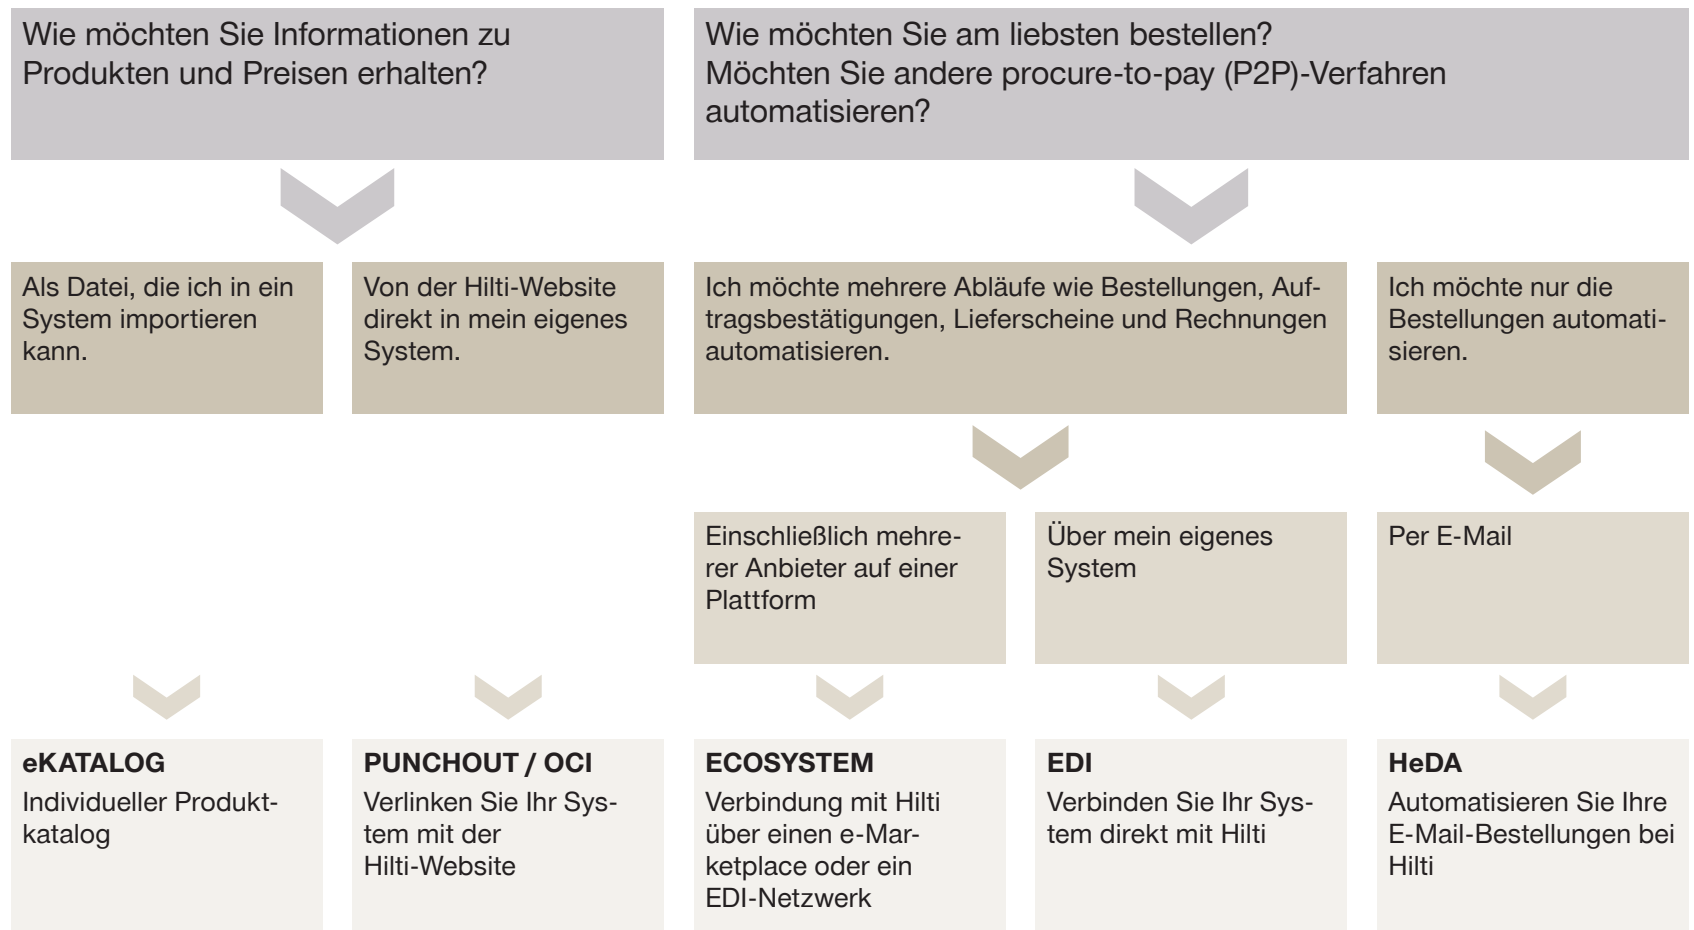 Wie möchten Sie Informationen zu
Produkten und Preisen erhalten?
Wie möchten Sie am liebsten bestellen?
Möchten Sie andere procure-to-pay (P2P)-Verfahren
automatisieren?
Als Datei, die ich in ein
System importieren
kann.
Von der Hilti-Website
direkt in mein eigenes
System.
Ich möchte mehrere Abläufe wie Bestellungen, Auf-
tragsbestätigungen, Lieferscheine und Rechnungen
automatisieren.
Ich möchte nur die
Bestellungen automati-
sieren.
Einschließlich mehre-
rer Anbieter auf einer
Plattform
Über mein eigenes
System
Per E-Mail
eKATALOG
Individueller Produkt-
katalog
PUNCHOUT / OCI
Verlinken Sie Ihr Sys-
tem mit der
Hilti-Website
ECOSYSTEM
Verbindung mit Hilti
über einen e-Mar-
ketplace oder ein
EDI-Netzwerk
EDI
Verbinden Sie Ihr Sys-
tem direkt mit Hilti
HeDA
Automatisieren Sie Ihre
E-Mail-Bestellungen bei
Hilti